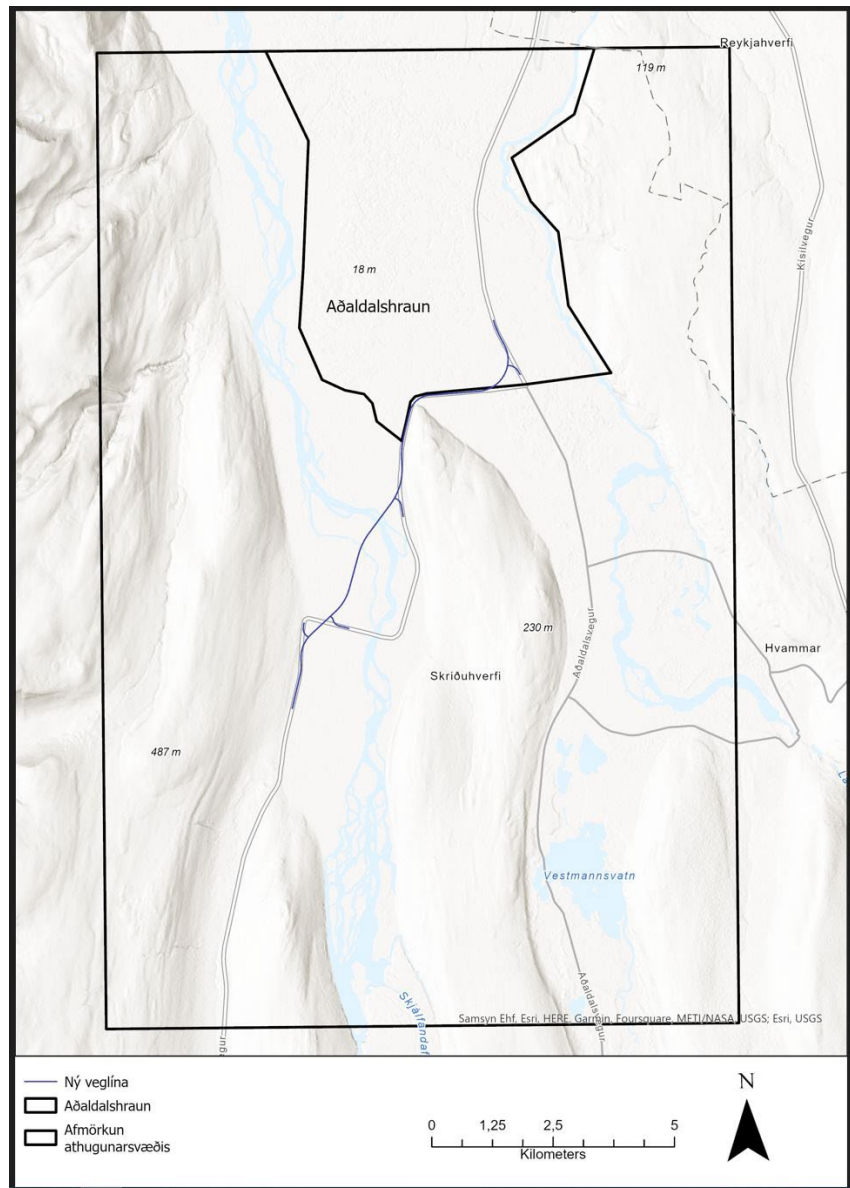 Reykjahverfi
119 m
Kísilvegur
18 m
Aðaldalshraun
230 m
Aðaldalsvegur
Hvammar
Skriðuhverfi
487 m
Vestmannsvatn
Aðaldalsvegur
Skjálfandaf
Samsyn Ehf, Esri, HERE, Garmin, Foursquare, METI/NASA, USGS; Esri, USGS
Ný veglína
Aðaldalshraun
Afmörkun
athugunarsvæðis
0 1,25 2,5 5
Kilometers
N